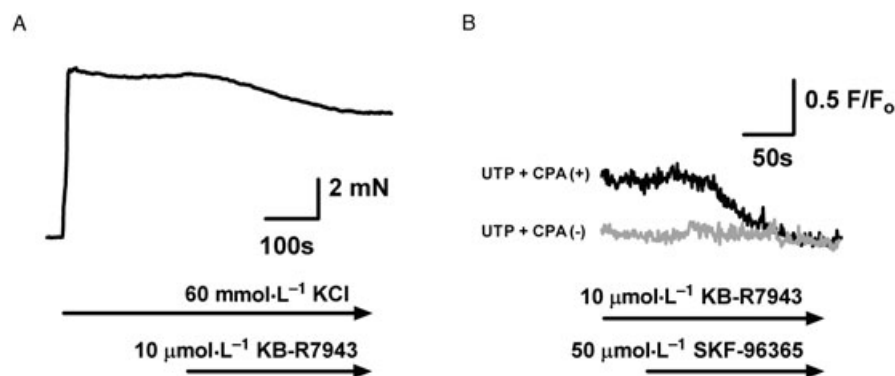 A
2 mN
100s
60 mmol·L⁻¹ KCl
10 μmol·L⁻¹ KB-R7943
B
0.5 F/Fₒ
50s
UTP + CPA (+)
UTP + CPA (-)
10 μmol·L⁻¹ KB-R7943
50 μmol·L⁻¹ SKF-96365